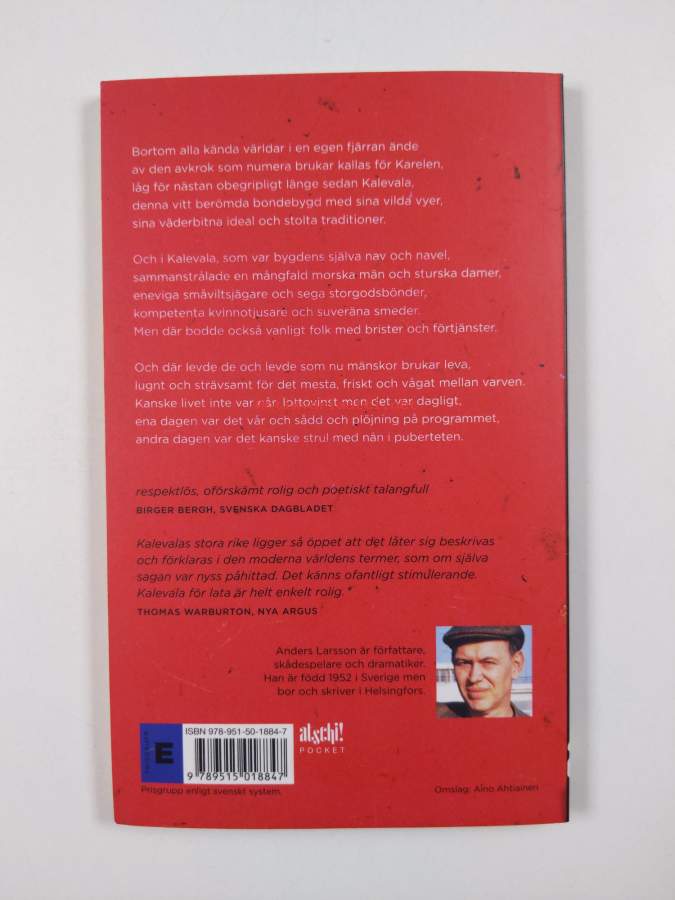 Bortom alla kända världar i en egen fjärran ände
av den avkrok som numera brukar kallas för Karelen,
låg för nästan obegripligt länge sedan Kalevala,
denna vitt berömda bondebygd med sina vilda vyer,
sina väderbitna ideal och stolta traditioner.
Och i Kalevala, som var bygdens själva nav och navel,
sammanstrålade en mångfald morska män och sturska damer,
eneviga småviltsjägare och sega storgodsbönder,
kompetenta kvinnotjusare och suveräna smeder.
Men där bodde också vanligt folk med brister och förtjänster.
Och där levde de och levde som nu mänskor brukar leva,
lugnt och strävsamt för det mesta, friskt och vågat mellan varven.
Kanske livet inte var nån lottovinst men det var dagligt,
ena dagen var det vår och sådd och plöjning på programmet,
andra dagen var det kanske strul med nån i puberteten.
respektlös, oförskämt rolig och poetiskt talangfull
BIRGER BERGH, SVENSKA DAGBLADET
Kalevalas stora rike ligger så öppet att det låter sig beskrivas
och förklaras i den moderna världens termer, som om själva
sagan var nyss påhittad. Det känns ofantligt stimulerande.
Kalevala för lata är helt enkelt rolig.
THOMAS WARBURTON, NYA ARGUS
Anders Larsson är författare,
skådespelare och dramatiker.
Han är född 1952 i Sverige men
bor och skriver i Helsingfors.
E
ISBN 978-951-50-1884-7
9 789515 018847
alschi!
POCKET
Prisgrupp enligt svenskt system.
Omslag: Aino Ahtiainen